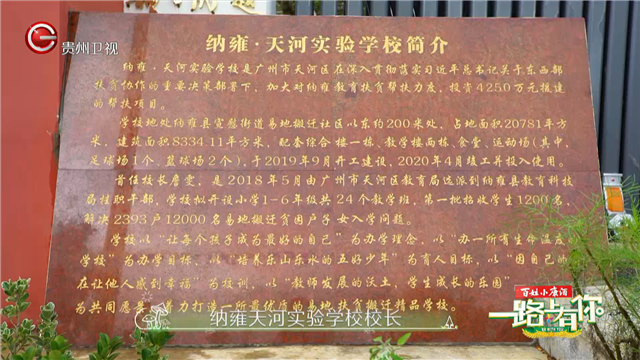 贵州卫视
纳雍·天河实验学校简介
纳雍·天河实验学校是广州市天河区在深入贯彻落实习近平总书记关于东西部
扶贫协作的重要决策部署下，加大对纳雍教育扶贫帮扶力度，投资4250万元援建
的帮扶项目。
学校地处纳雍县宣慰街道易地搬迁社区以东约200米处，占地面积20781平方
米，建筑面积8334.11平方米，配套综合楼一栋、教学楼两栋、食堂、运动场（其中，
足球场1个、篮球场2个），于2019年9月开工建设，2020年4月竣工并投入使用。
首任校长詹雯，是2018年5月由广州市天河区教育局选派到纳雍县教育科技
局挂职干部，学校拟开设小学1-6年级共24个教学班，第一批招收学生1200名，
解决2393户12000名易地搬迁贫困户子女入学问题。
学校以“让每个孩子成为最好的自己”为办学理念，以“办一所有生命温度的
学校”为办学目标，以“培养乐山乐水的五好少年”为育人目标，以“因自己的
在让他人感到幸福”为校训，以“教师发展的沃土，学生成长的乐园”
为共同愿景，着力打造一所最优质的易地扶贫搬迁精品学校。
纳雍天河实验学校校长
百姓小康酒
一路上有你